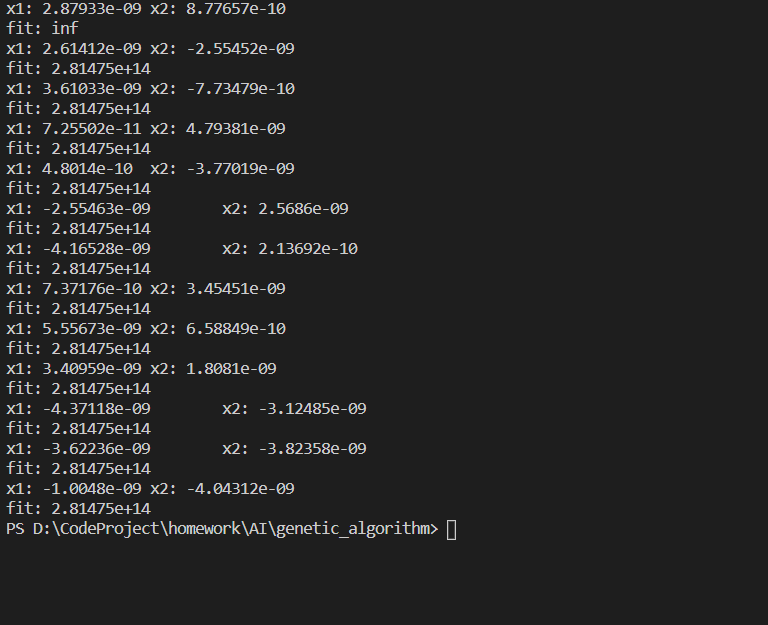 x1: 2.87933e-09 x2: 8.77657e-10
fit: inf
x1: 2.61412e-09 x2: -2.55452e-09
fit: 2.81475e+14
x1: 3.61033e-09 x2: -7.73479e-10
fit: 2.81475e+14
x1: 7.25502e-11 x2: 4.79381e-09
fit: 2.81475e+14
x1: 4.8014e-10  x2: -3.77019e-09
fit: 2.81475e+14
x1: -2.55463e-09        x2: 2.5686e-09
fit: 2.81475e+14
x1: -4.16528e-09        x2: 2.13692e-10
fit: 2.81475e+14
x1: 7.37176e-10 x2: 3.45451e-09
fit: 2.81475e+14
x1: 5.55673e-09 x2: 6.58849e-10
fit: 2.81475e+14
x1: 3.40959e-09 x2: 1.8081e-09
fit: 2.81475e+14
x1: -4.37118e-09        x2: -3.12485e-09
fit: 2.81475e+14
x1: -3.62236e-09        x2: -3.82358e-09
fit: 2.81475e+14
x1: -1.0048e-09 x2: -4.04312e-09
fit: 2.81475e+14
PS D:\CodeProject\homework\AI\genetic_algorithm>